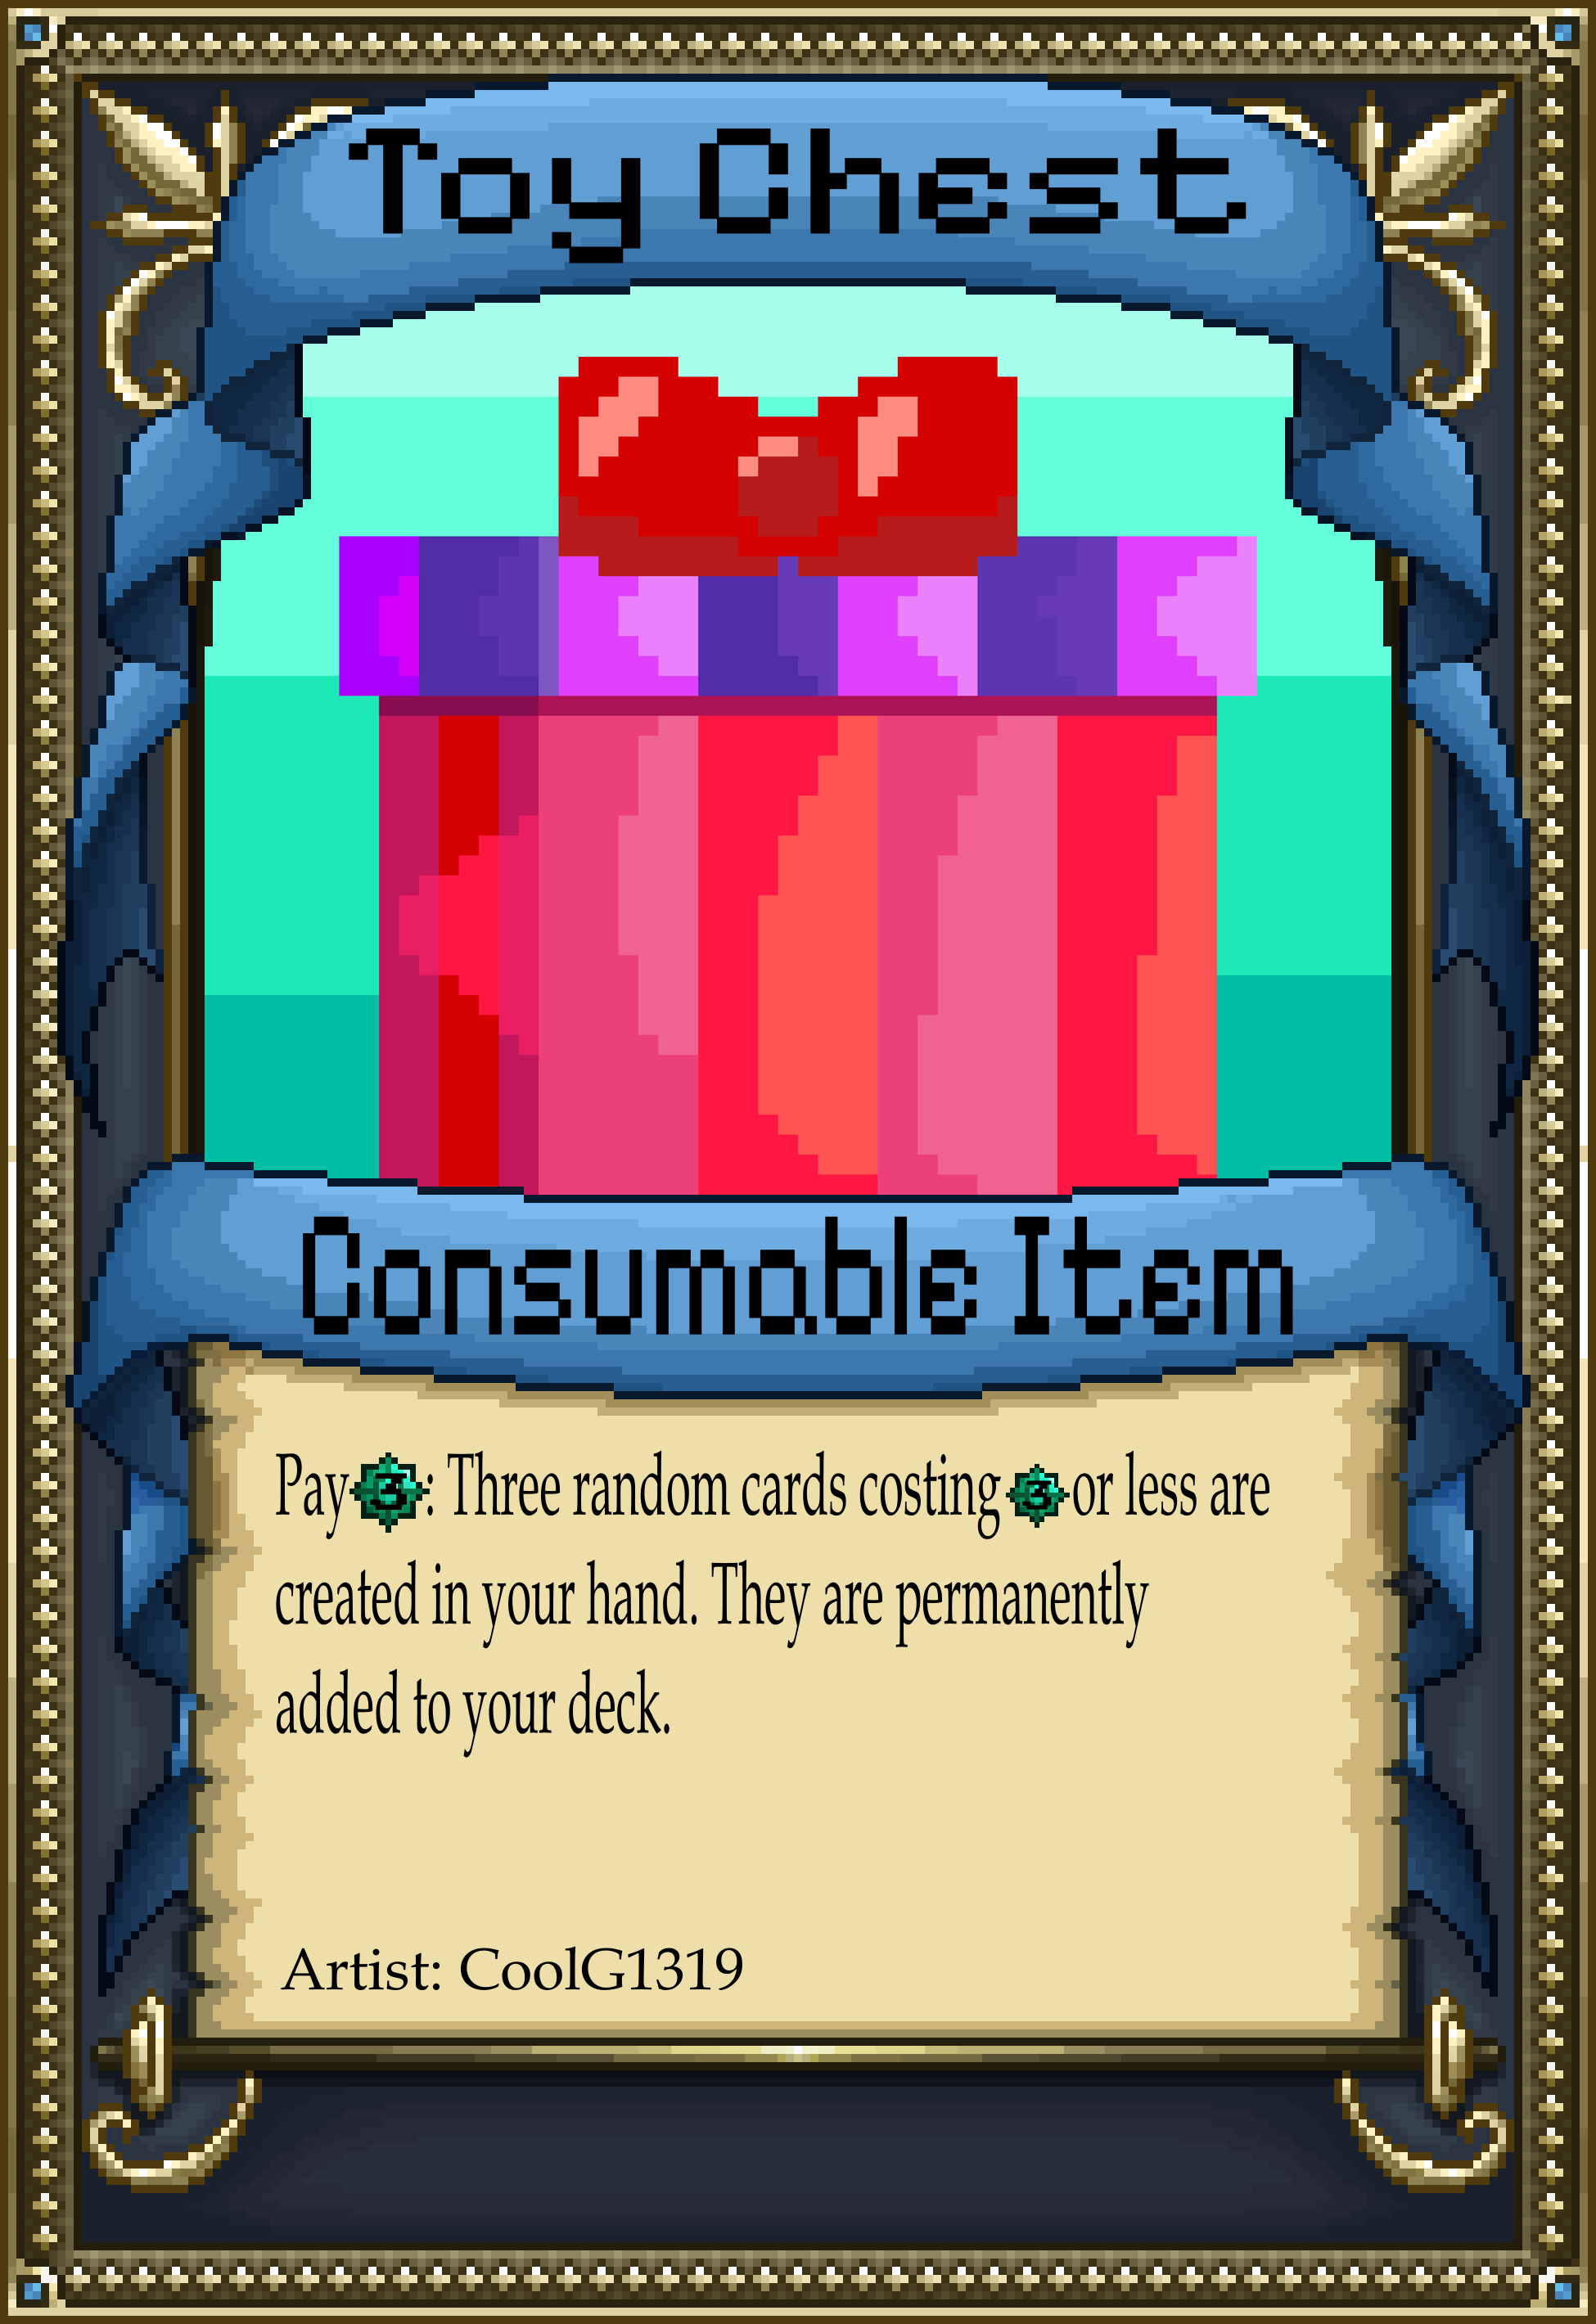 Toy Chest
Consumable Item
Pay 3: Three random cards costing 3 or less are
created in your hand. They are permanently
added to your deck.
Artist: CoolG1319